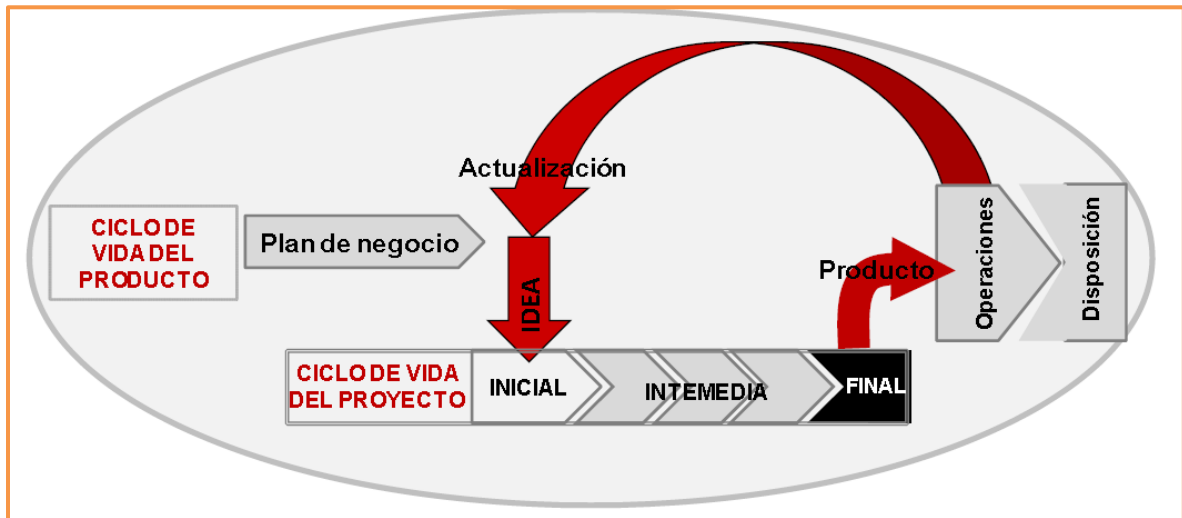 Actualización
CICLO DE
VIDA DEL
PRODUCTO
Plan de negocio
IDEA
Producto
Operaciones
Disposición
CICLO DE VIDA
DEL PROYECTO
INICIAL
INTEMEDIA
FINAL